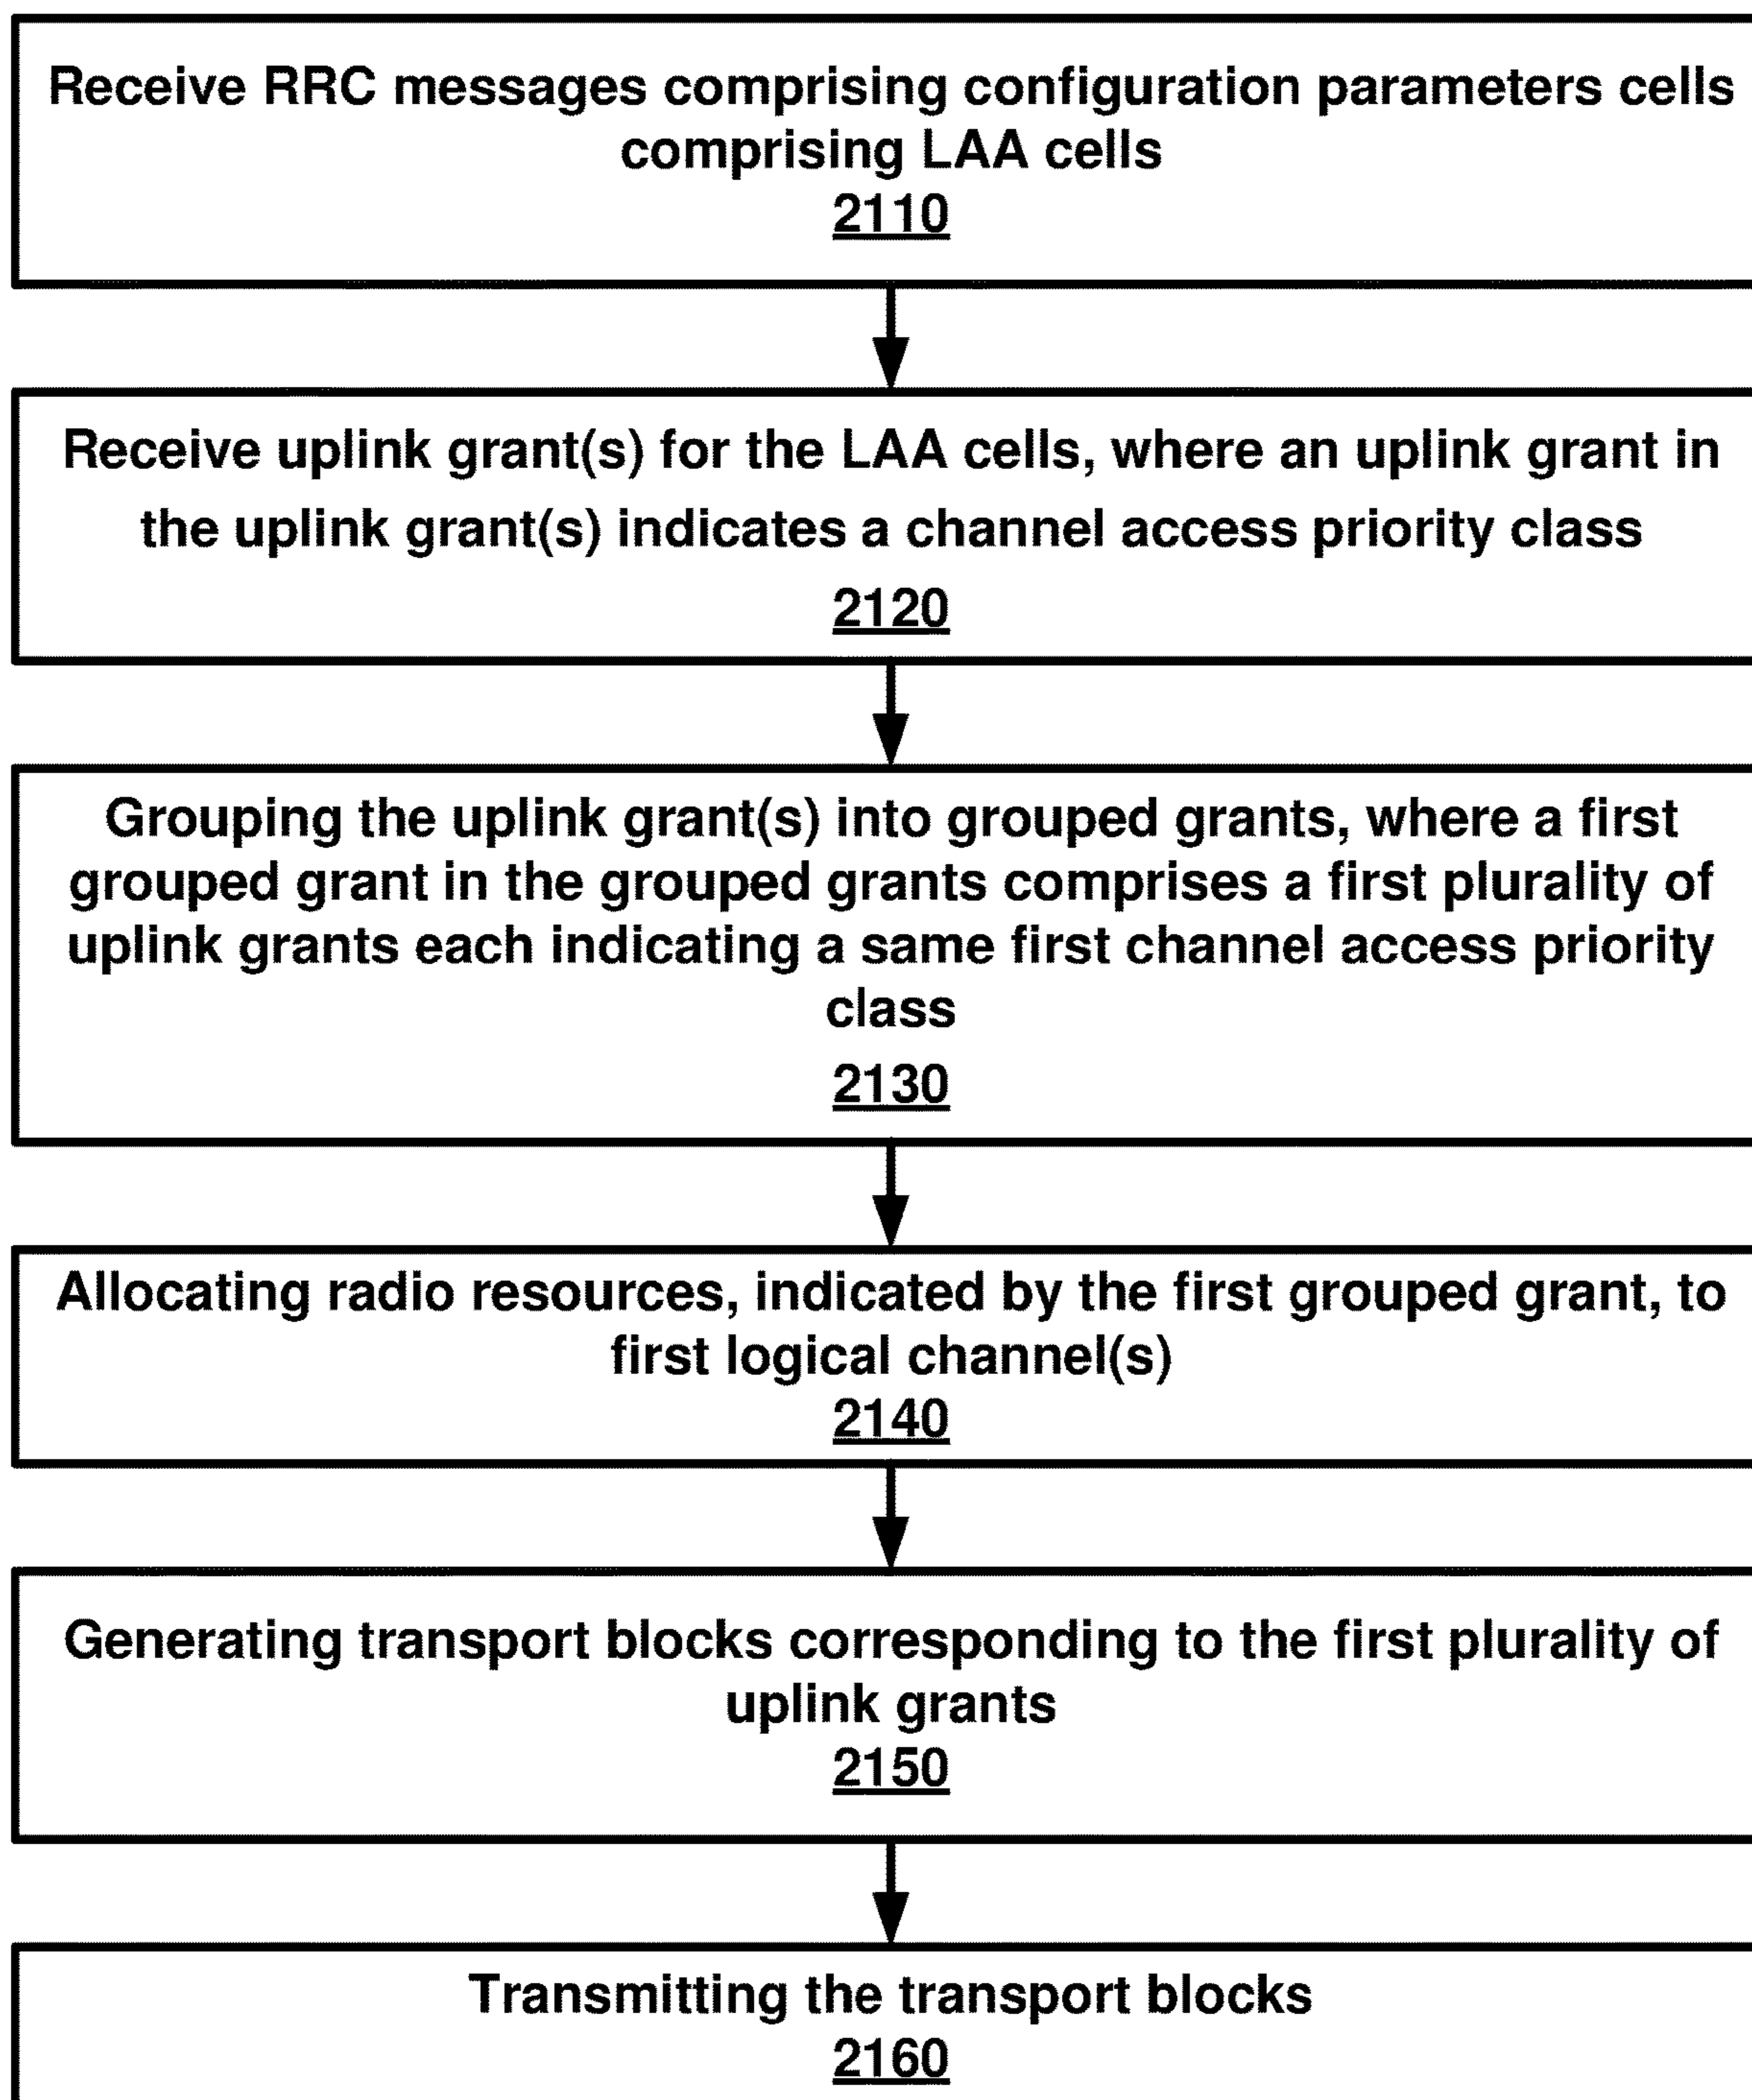 Receive RRC messages comprising configuration parameters cells
comprising LAA cells
2110
Receive uplink grant(s) for the LAA cells, where an uplink grant in
the uplink grant(s) indicates a channel access priority class
2120
Grouping the uplink grant(s) into grouped grants, where a first
grouped grant in the grouped grants comprises a first plurality of
uplink grants each indicating a same first channel access priority
class
2130
Allocating radio resources, indicated by the first grouped grant, to
first logical channel(s)
2140
Generating transport blocks corresponding to the first plurality of
uplink grants
2150
Transmitting the transport blocks
2160